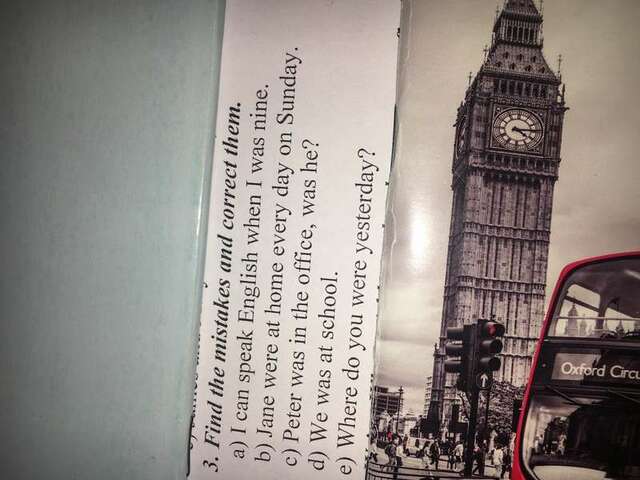 3. Find the mistakes and correct them.
a) I can speak English when I was nine.
b) Jane were at home every day on Sunday.
c) Peter was in the office, was he?
d) We was at school.
e) Where do you were yesterday?
Oxford Circu